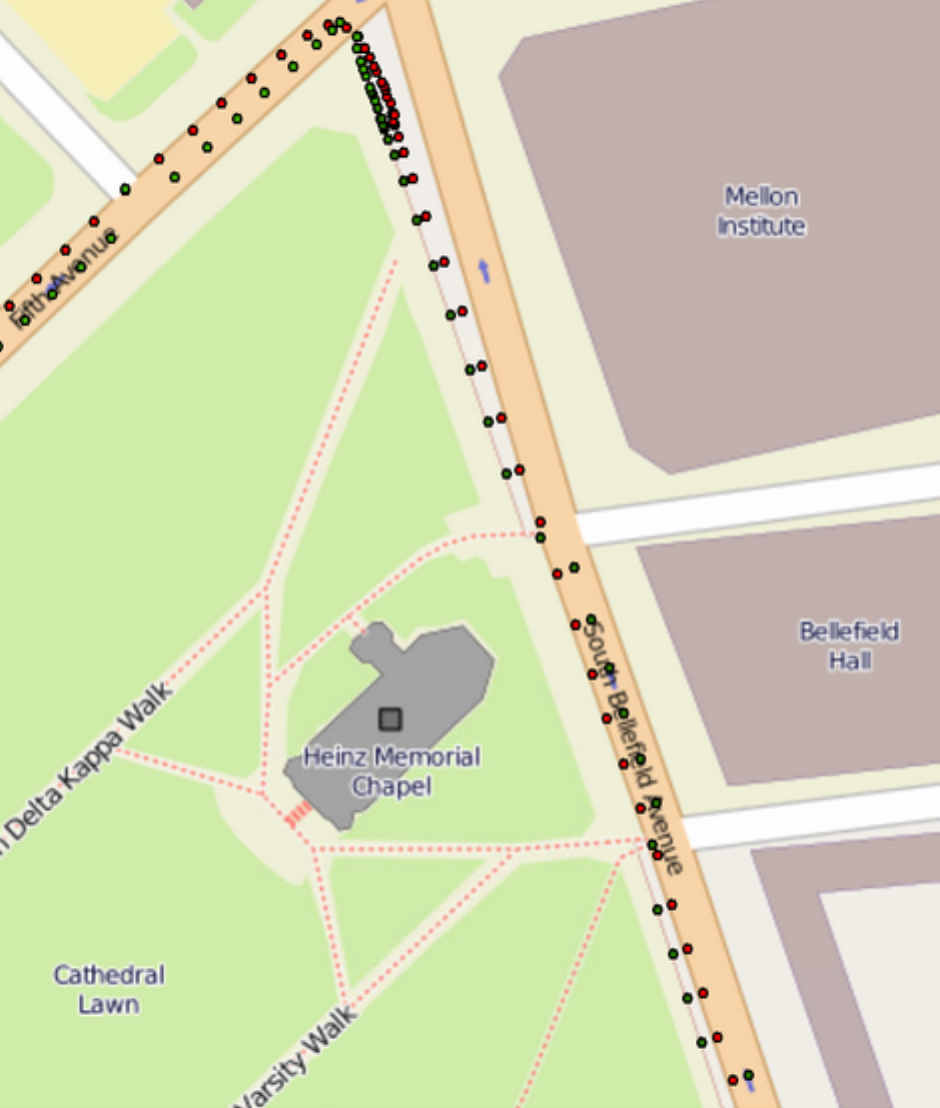 Mellon
Institute
Fifth Avenue
Bellefield
Hall
South Bellefield Avenue
Heinz Memorial
Chapel
Delta Kappa Walk
Cathedral
Lawn
Varsity Walk